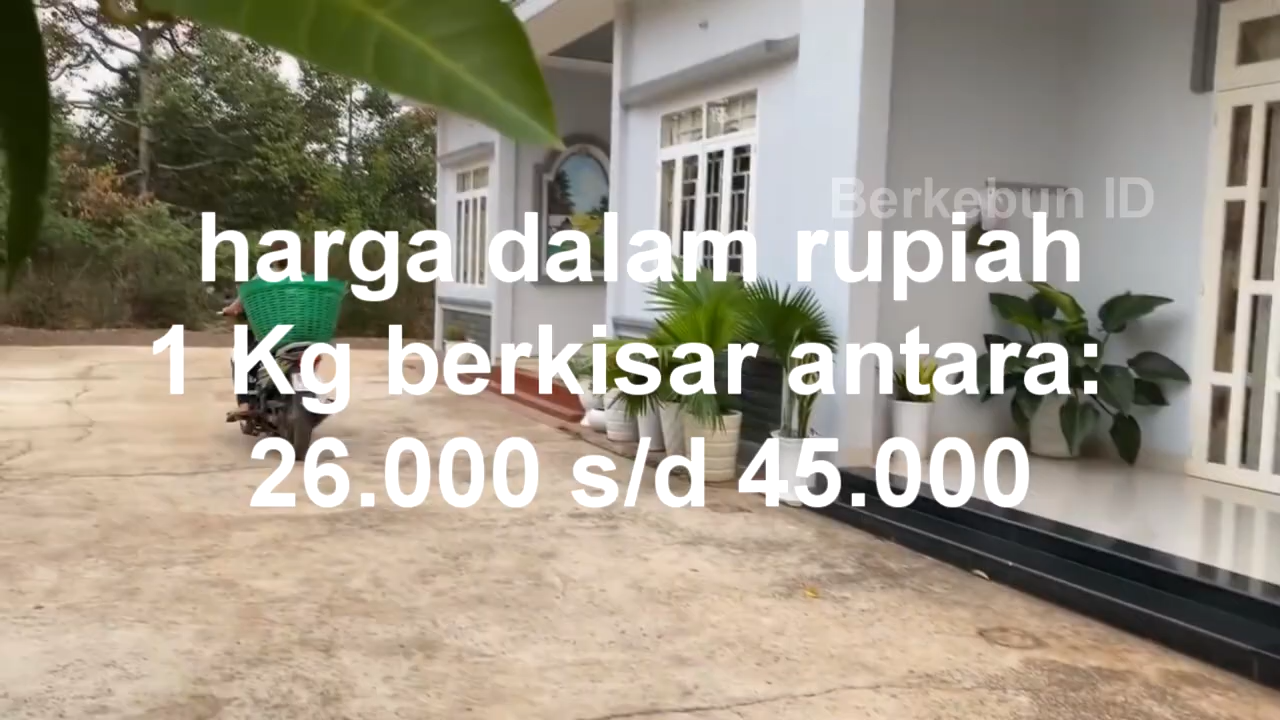 Berkebun ID
harga dalam rupiah
1 Kg berkisar antara:
26.000 s/d 45.000